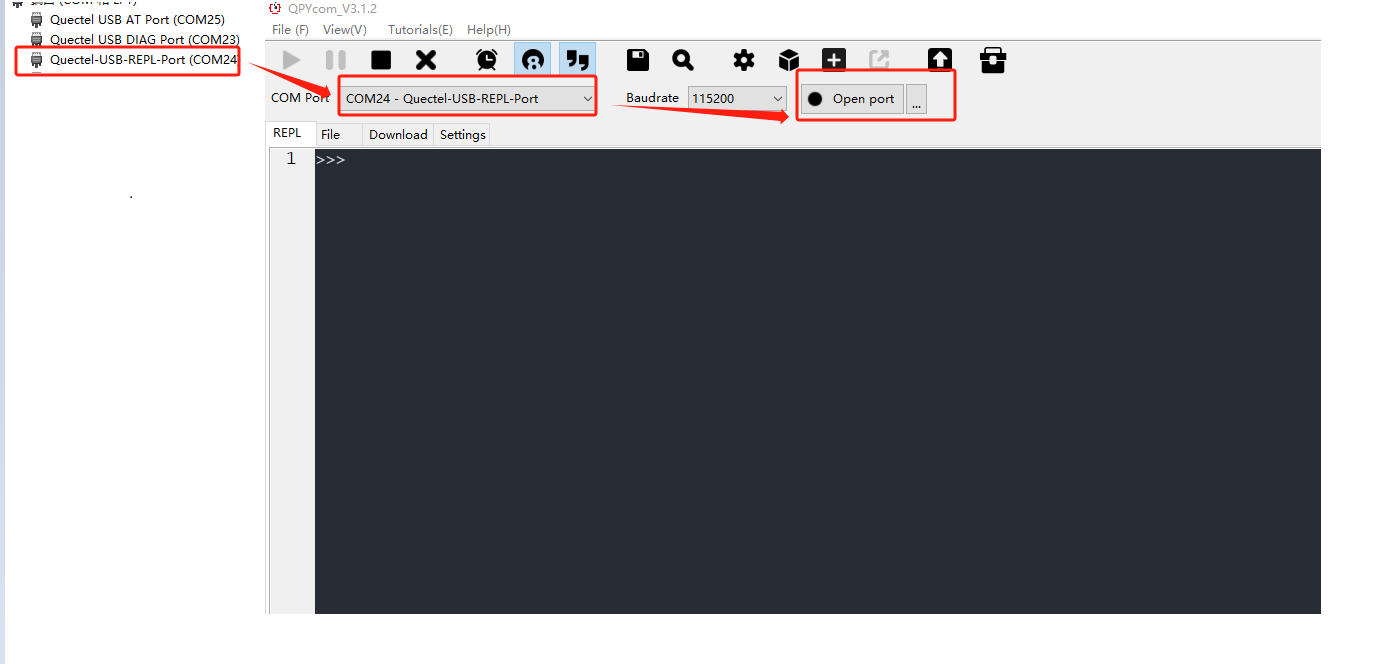 Quectel USB AT Port (COM25)
Quectel USB DIAG Port (COM23)
Quectel-USB-REPL-Port (COM24
QPYcom_V3.1.2
File (F) View(V) Tutorials(E) Help(H)
COM Port COM24 - Quectel-USB-REPL-Port Baudrate 115200 Open port ...
REPL File Download Settings
1 >>>